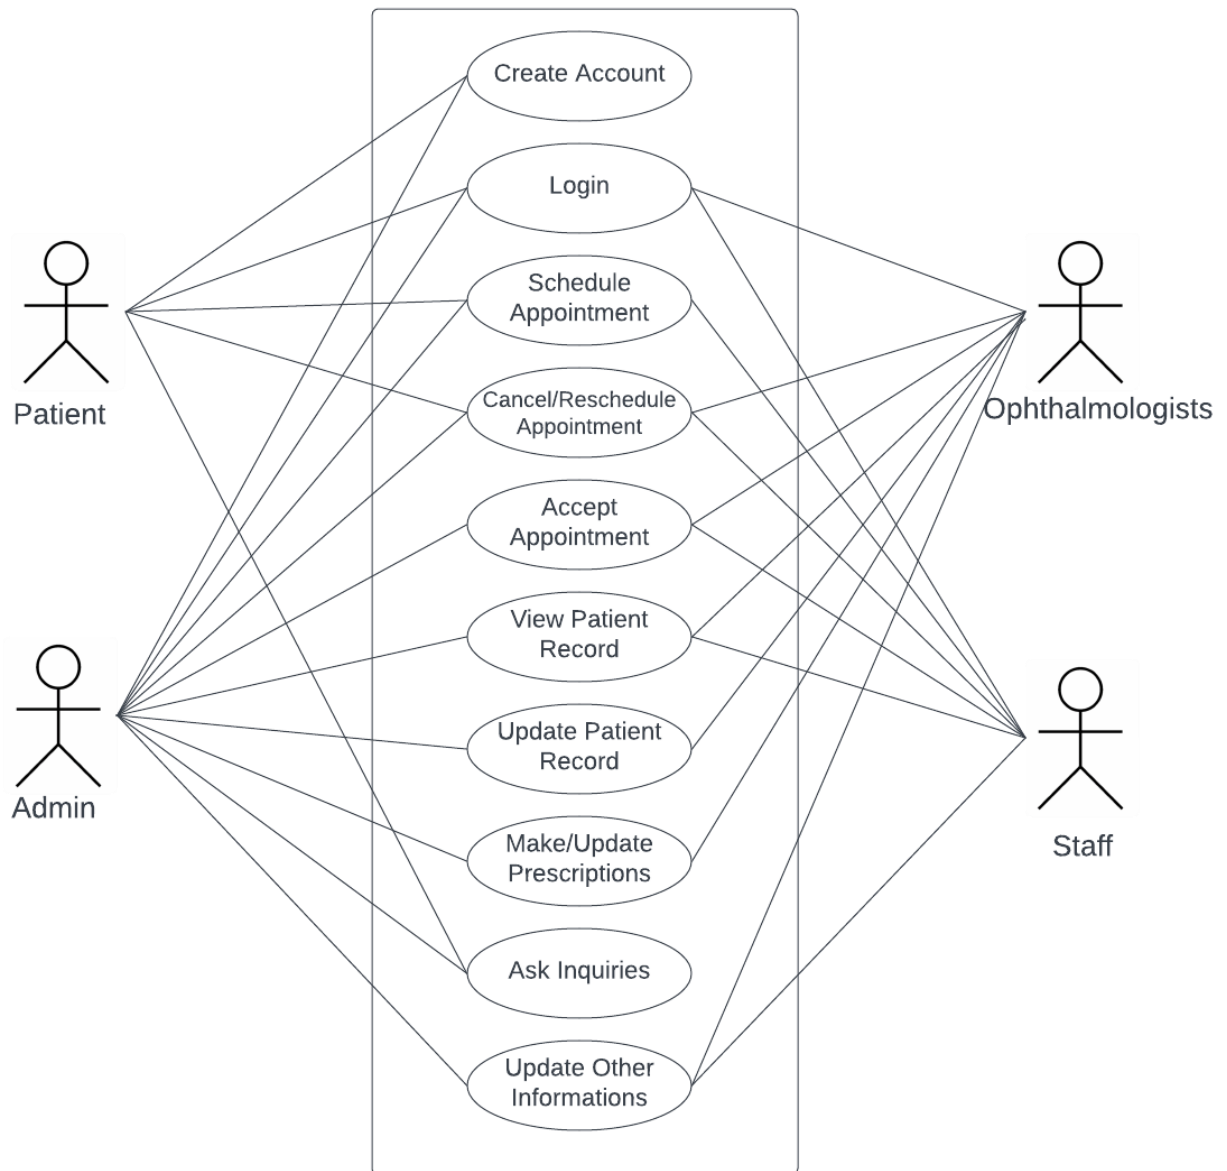 Create Account
Login
Schedule
Appointment
Patient
Cancel/Reschedule
Appointment
Ophthalmologists
Accept
Appointment
View Patient
Record
Update Patient
Record
Admin
Staff
Make/Update
Prescriptions
Ask Inquiries
Update Other
Informations